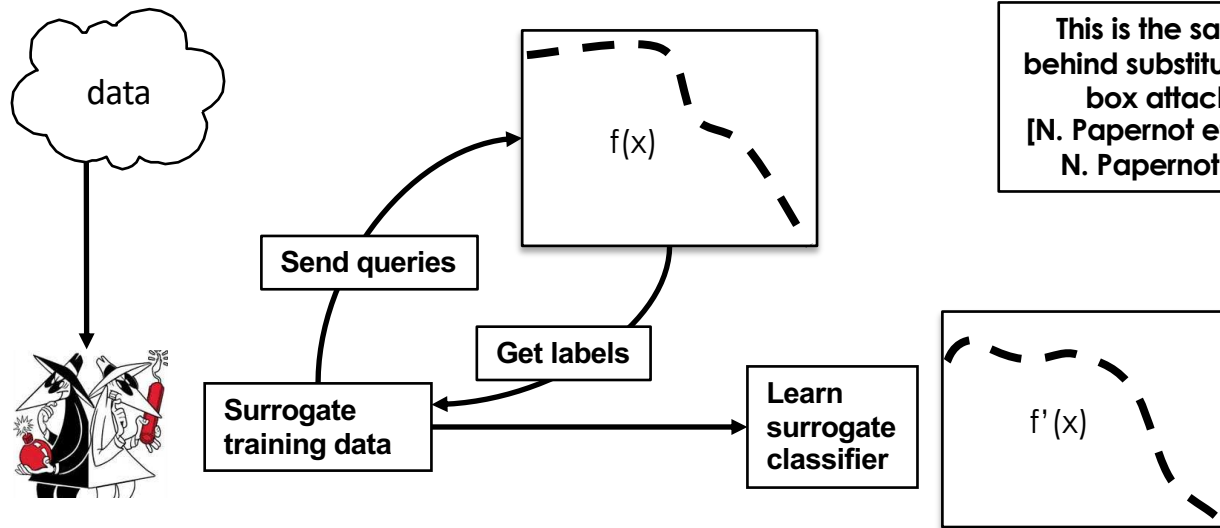 data
f(x)
This is the sa
behind substitu
box attac
[N. Papernot e
N. Papernot
Send queries
Get labels
Surrogate
training data
Learn
surrogate
classifier
f'(x)